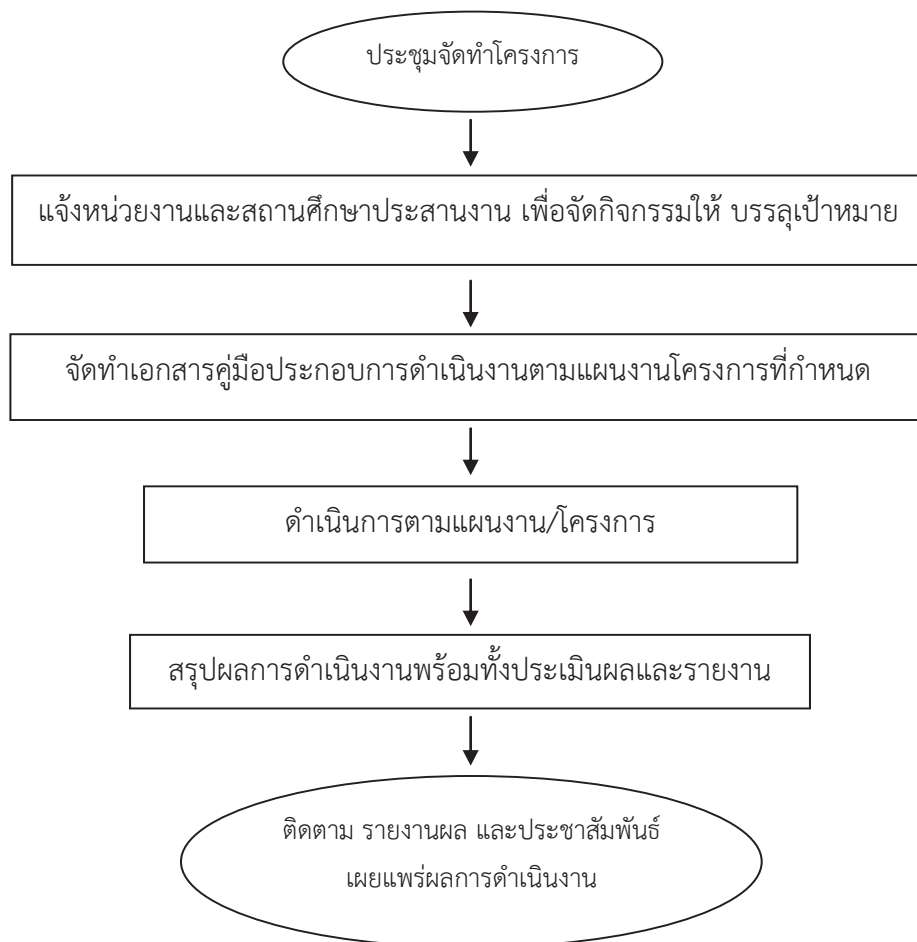 ประชุมจัดทำโครงการ
แจ้งหน่วยงานและสถานศึกษาประสานงาน เพื่อจัดกิจกรรมให้ บรรลุเป้าหมาย
จัดทำเอกสารคู่มือประกอบการดำเนินงานตามแผนงานโครงการที่กำหนด
ดำเนินการตามแผนงาน/โครงการ
สรุปผลการดำเนินงานพร้อมทั้งประเมินผลและรายงาน
ติดตาม รายงานผล และประชาสัมพันธ์
เผยแพร่ผลการดำเนินงาน